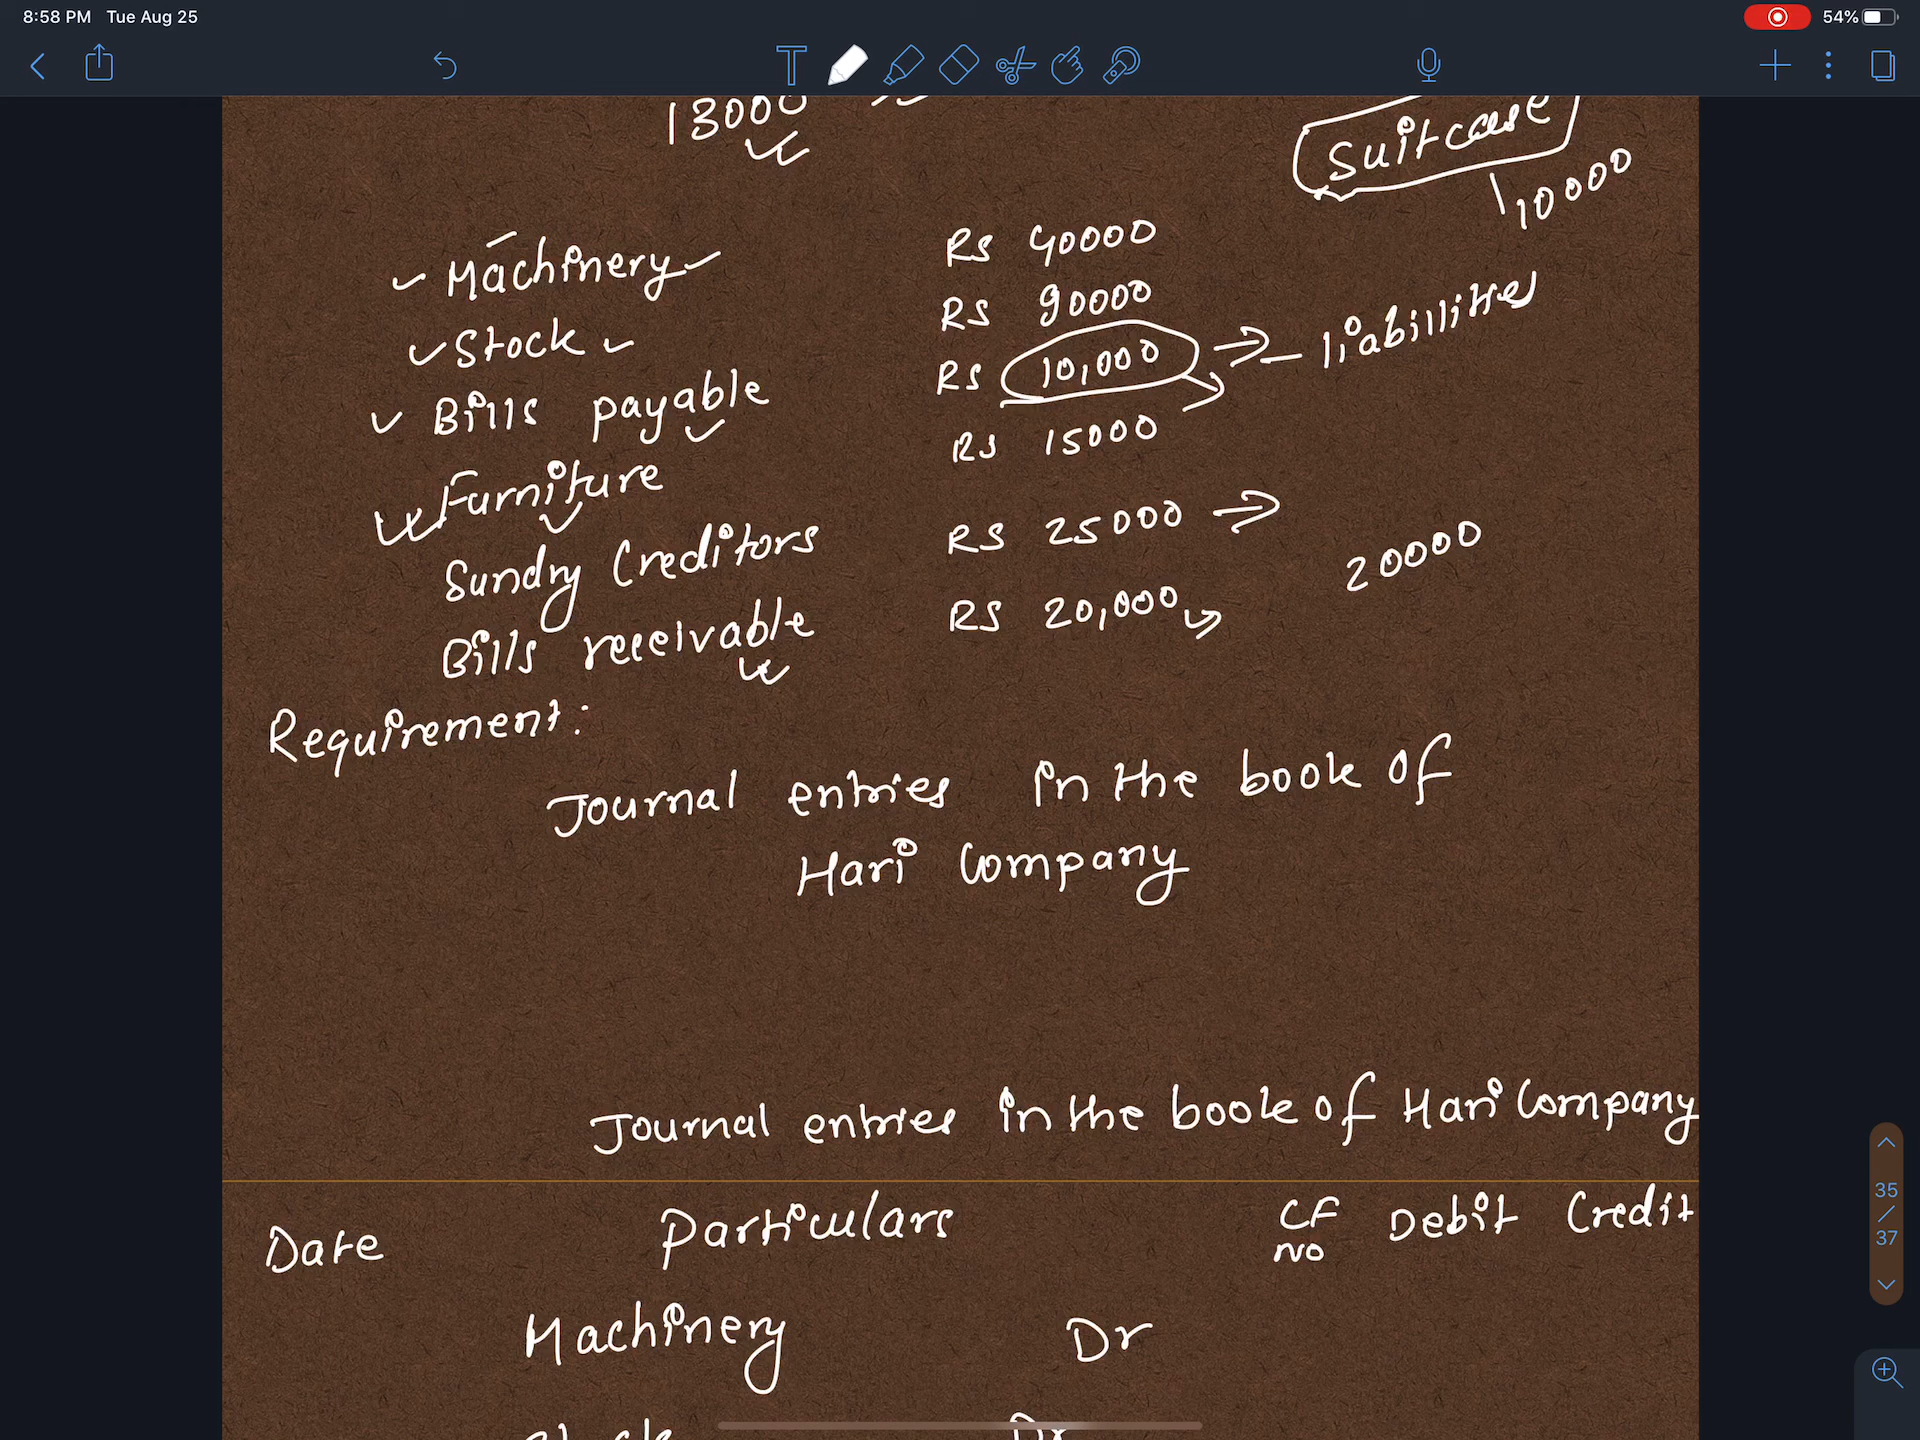 8:58 PM Tue Aug 25
54%
13000
Suitcase
10000
Machinery RS 40000
Stock RS 90000
Bills payable RS 10,000 liabillities
Furniture RS 15000
Sundry Creditors RS 25000
20000
Bills receivable RS 20,000
Requirement:
Journal entries in the book of
Hari Company
Journal entries in the book of Hari Company
Date Particulars CF NO Debit Credit
Machinery Dr
35
/
37